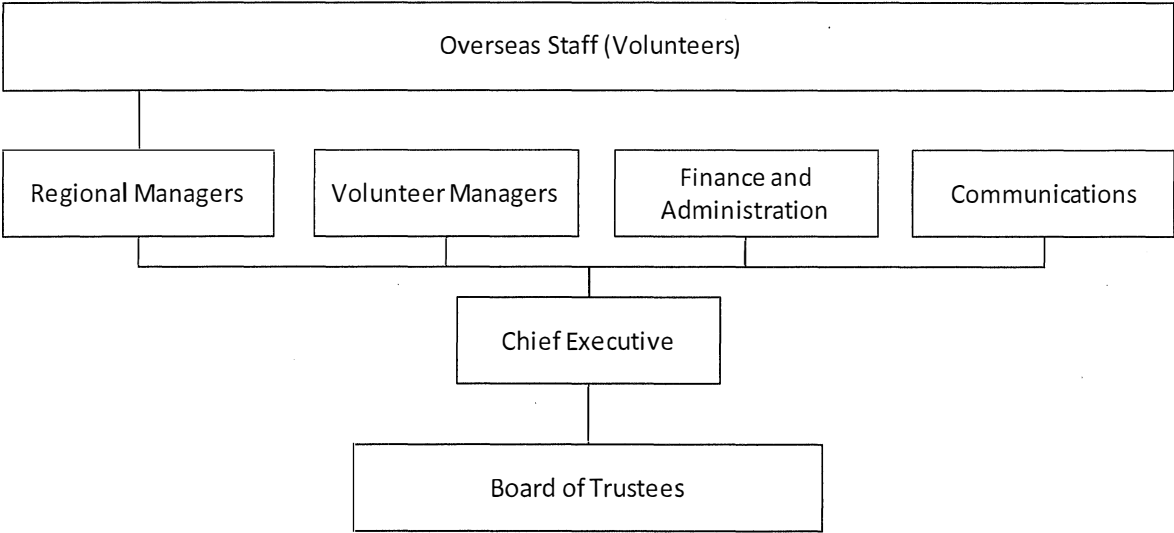 Overseas Staff (Volunteers)
Regional Managers
Volunteer Managers
Finance and
Administration
Communications
Chief Executive
Board of Trustees